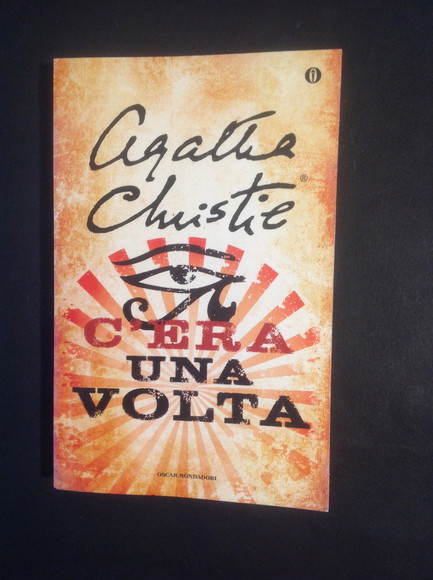 Agatha
Christie®
C'ERA
UNA
VOLTA
OSCAR MONDADORI